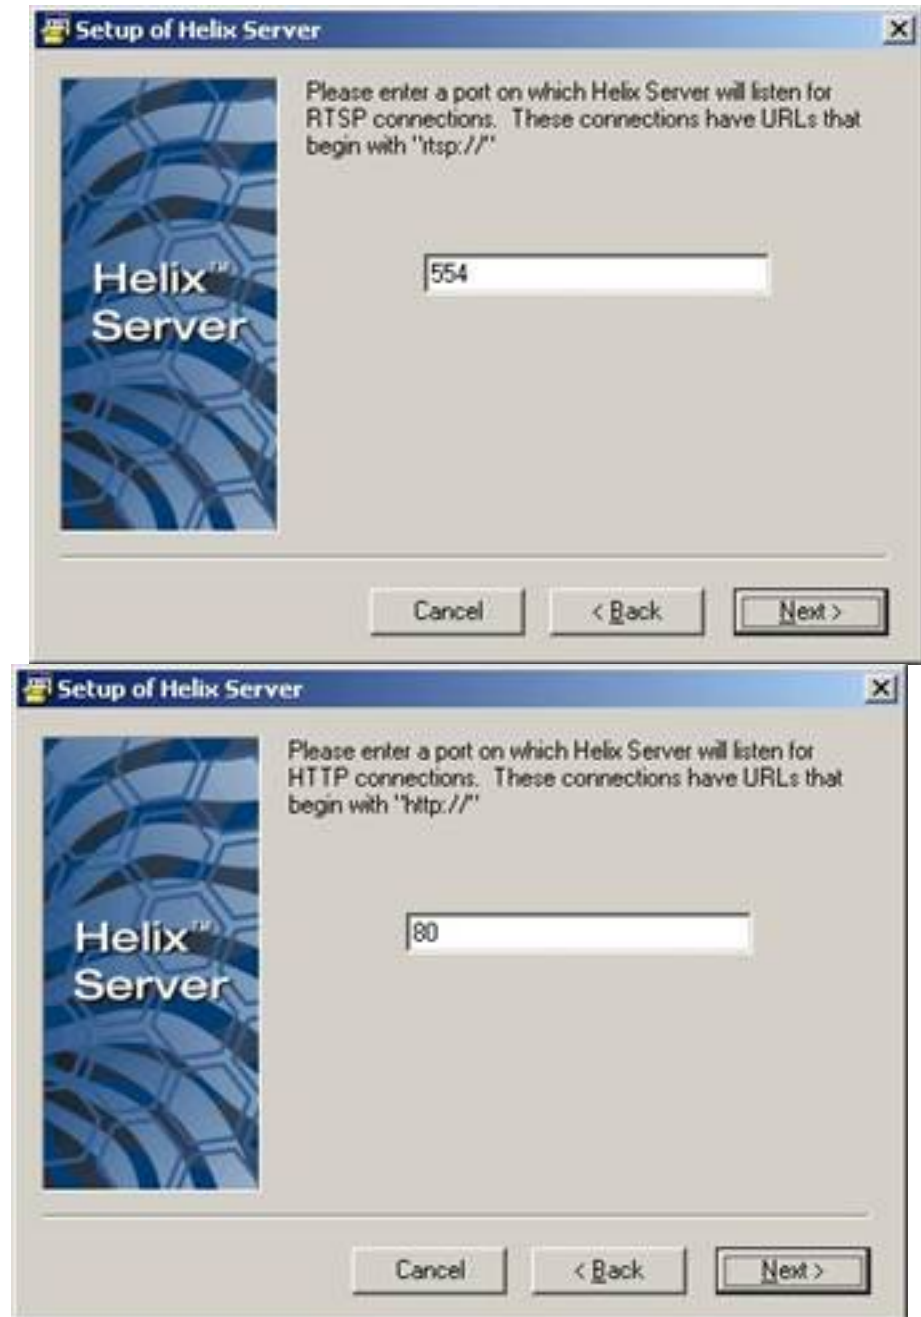 Setup of Helix Server
Please enter a port on which Helix Server will listen for
RTSP connections. These connections have URLs that
begin with "rtsp://"
554
Helix™
Server
Cancel
< Back
Next >
Setup of Helix Server
Please enter a port on which Helix Server will listen for
HTTP connections. These connections have URLs that
begin with "http://"
80
Helix™
Server
Cancel
< Back
Next >